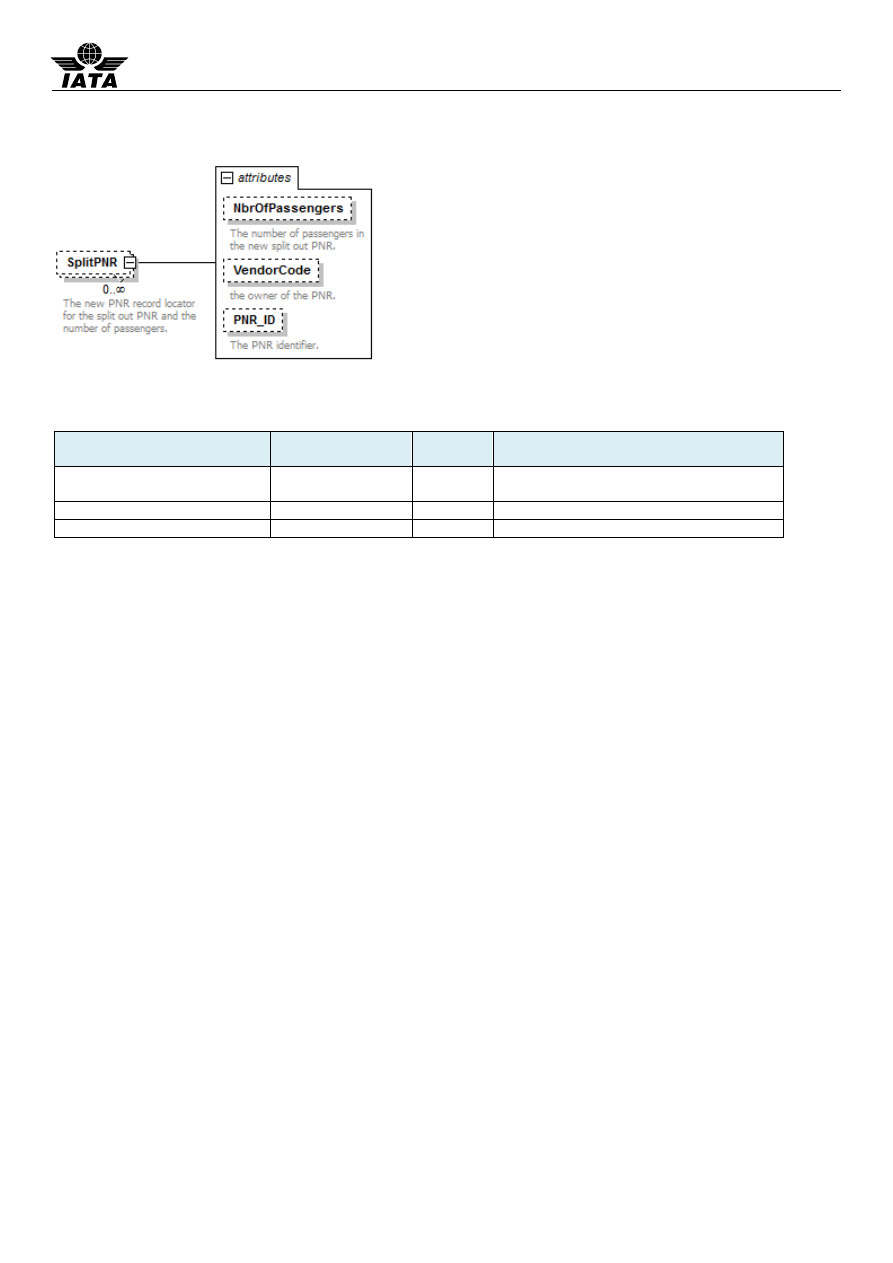 IATA
attributes
NbrOfPassengers
The number of passengers in
the new split out PNR.
SplitPNR
VendorCode
0..∞
the owner of the PNR.
The new PNR record locator
for the split out PNR and the
number of passengers.
PNR_ID
The PNR identifier.